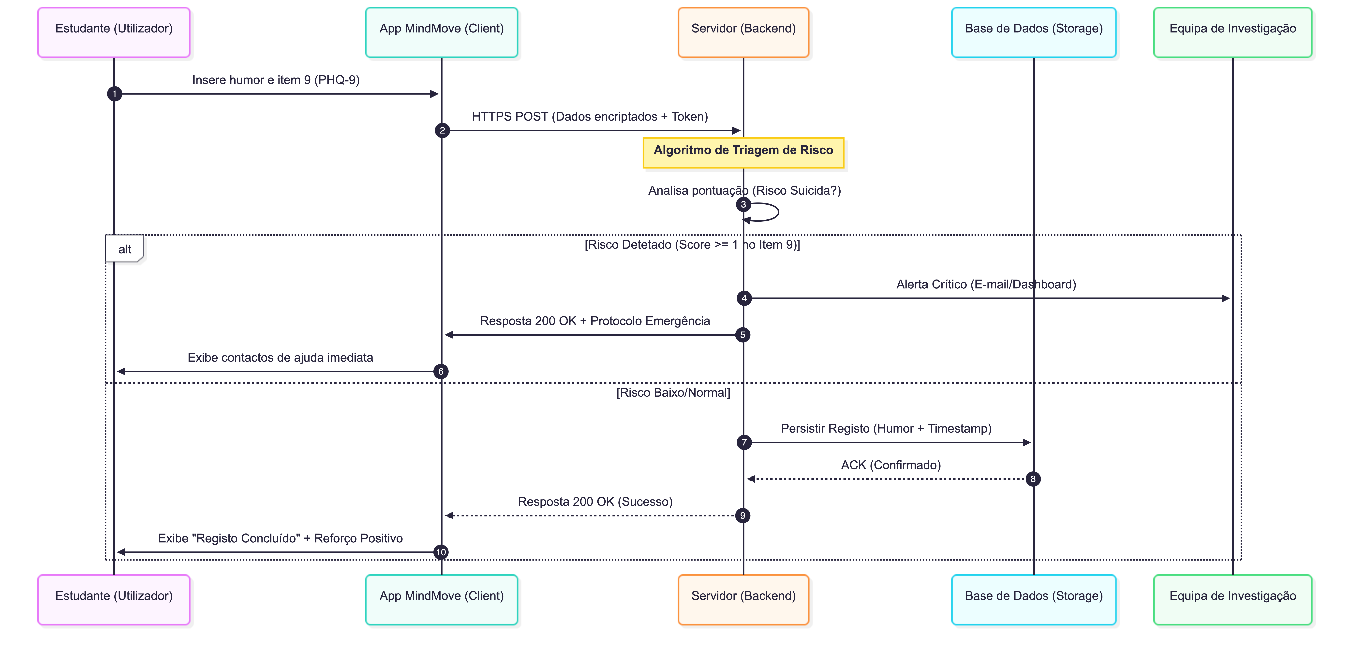 Estudante (Utilizador)
App MindMove (Client)
Servidor (Backend)
Base de Dados (Storage)
Equipa de Investigação
Insere humor e item 9 (PHQ-9)
1
HTTPS POST (Dados encriptados + Token)
2
Algoritmo de Triagem de Risco
Analisa pontuação (Risco Suicida?)
3
alt
[Risco Detetado (Score >= 1 no Item 9)]
Alerta Crítico (E-mail/Dashboard)
4
Resposta 200 OK + Protocolo Emergência
5
Exibe contactos de ajuda imediata
6
[Risco Baixo/Normal]
Persistir Registo (Humor + Timestamp)
7
ACK (Confirmado)
8
Resposta 200 OK (Sucesso)
9
Exibe "Registo Concluído" + Reforço Positivo
10
Estudante (Utilizador)
App MindMove (Client)
Servidor (Backend)
Base de Dados (Storage)
Equipa de Investigação